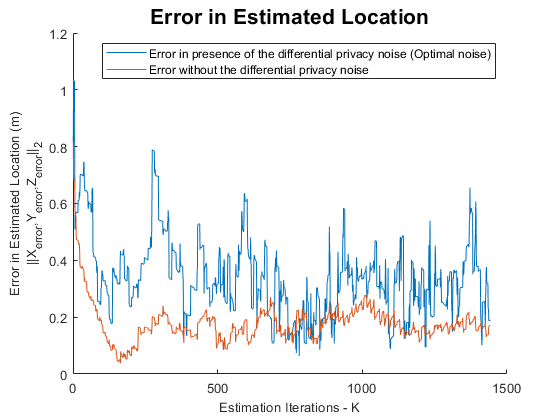 Error in Estimated Location
1.2
1
0.8
0.6
0.4
0.2
0
Error in Estimated Location (m)
||X_error, Y_error, Z_error||_2
Error in presence of the differential privacy noise (Optimal noise)
Error without the differential privacy noise
0
500
1000
1500
Estimation Iterations - K